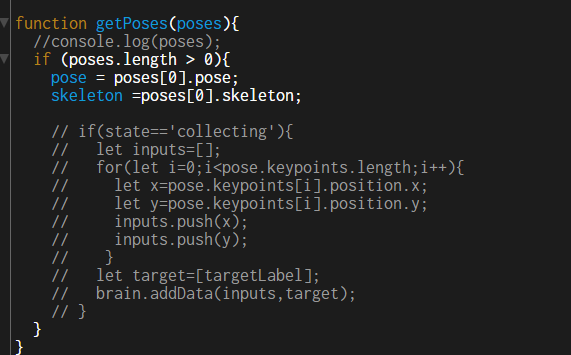 function getPoses(poses){
  //console.log(poses);
  if (poses.length > 0){
    pose = poses[0].pose;
    skeleton =poses[0].skeleton;

    // if(state=='collecting'){
    //   let inputs=[];
    //   for(let i=0;i<pose.keypoints.length;i++){
    //     let x=pose.keypoints[i].position.x;
    //     let y=pose.keypoints[i].position.y;
    //     inputs.push(x);
    //     inputs.push(y);
    //    }
    //   let target=[targetLabel];
    //   brain.addData(inputs,target);
    // }
  }
}